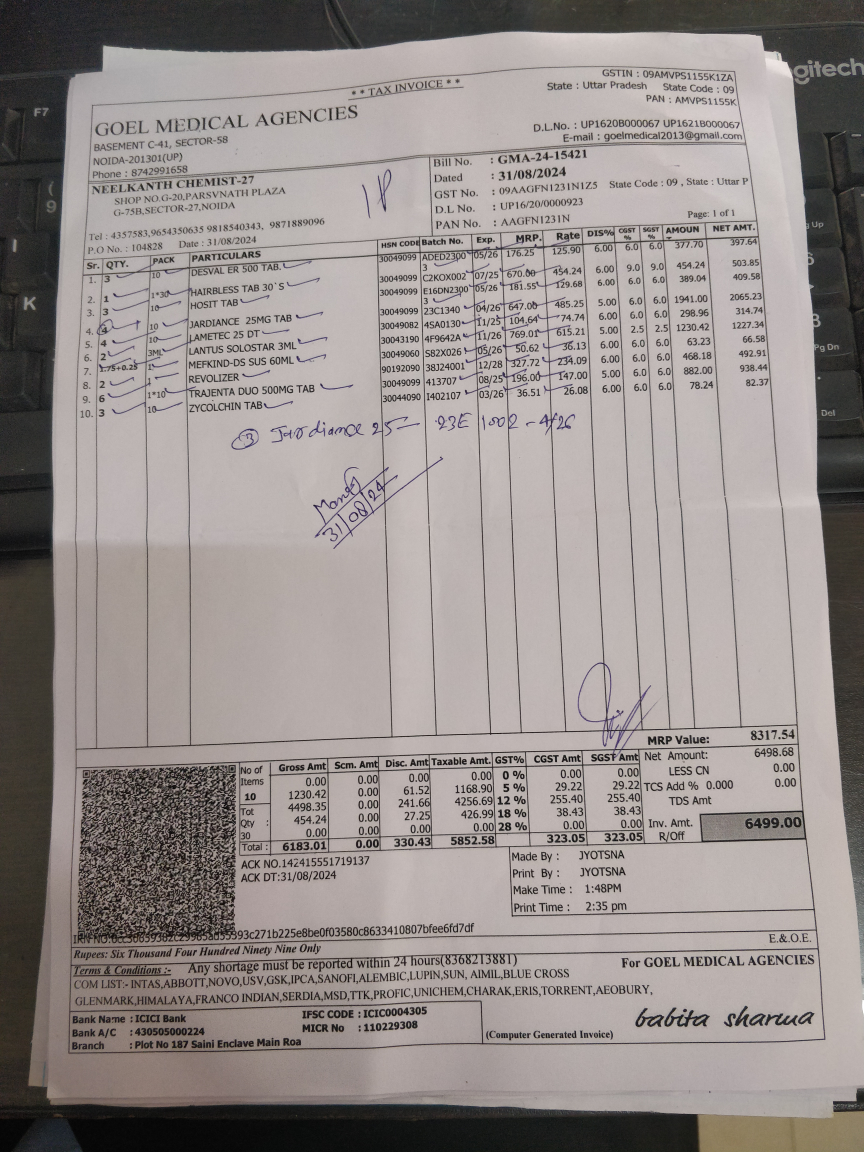 * * TAX INVOICE * *
GSTIN : 09AMVPS1155K1ZA
State : Uttar Pradesh State Code : 09
PAN : AMVPS1155K
GOEL MEDICAL AGENCIES
BASEMENT C-41, SECTOR-58
NOIDA-201301(UP)
Phone : 8742991658
D.L.No. : UP1620B000067 UP1621B000067
E-mail : goelmedical2013@gmail.com
NEELKANTH CHEMIST-27
SHOP NO.G-20,PARSVNATH PLAZA
G-75B,SECTOR-27,NOIDA
Tel : 4357583,9654350635 9818540343, 9871889096
P.O No. : 104828 Date : 31/08/2024
Bill No. : GMA-24-15421
Dated : 31/08/2024
GST No. : 09AAGFN1231N1Z5 State Code : 09 , State : Uttar P
D.L No. : UP16/20/0000923
PAN No. : AAGFN1231N
Page: 1 of 1
Sr. QTY. PACK PARTICULARS HSN CODE Batch No. Exp. MRP. Rate DIS% CGST % SGST % AMOUN NET AMT.
1. 3 10 DESVAL ER 500 TAB. 30049099 ADED2300 3 05/26 176.25 125.90 6.00 6.0 6.0 377.70 397.64
2. 1 1*30 HAIRBLESS TAB 30`S 30049099 C2KOX002 07/25 670.00 454.24 6.00 9.0 9.0 454.24 503.85
3. 3 10 HOSIT TAB 30049099 E16DN2300 3 05/26 181.55 129.68 6.00 6.0 6.0 389.04 409.58
4. 4 10 JARDIANCE 25MG TAB 30049099 23C1340 04/26 647.00 485.25 5.00 6.0 6.0 1941.00 2065.23
5. 4 10 LAMETEC 25 DT 30049082 4SA0130 11/25 104.64 74.74 6.00 6.0 6.0 298.96 314.74
6. 2 3ML LANTUS SOLOSTAR 3ML 30043190 4F9642A 11/26 769.01 615.21 5.00 2.5 2.5 1230.42 1227.34
7. 1.75+0.25 1 MEFKIND-DS SUS 60ML 30049060 S82X026 05/26 50.62 36.13 6.00 6.0 6.0 63.23 66.58
8. 2 1 REVOLIZER 90192090 38J24001 12/28 327.72 234.09 6.00 6.0 6.0 468.18 492.91
9. 6 1*10 TRAJENTA DUO 500MG TAB 30049099 413707 08/25 196.00 147.00 5.00 6.0 6.0 882.00 938.44
10. 3 10 ZYCOLCHIN TAB 30044090 I402107 03/26 36.51 26.08 6.00 6.0 6.0 78.24 82.37
③ Jardiance 25 - 23E 1002 - 4/26
31/08/24
MRP Value: 8317.54
No of Items Gross Amt Scm. Amt Disc. Amt Taxable Amt. GST% CGST Amt SGST Amt
0.00 0.00 0.00 0.00 0 % 0.00 0.00
10 1230.42 0.00 61.52 1168.90 5 % 29.22 29.22
Tot 4498.35 0.00 241.66 4256.69 12 % 255.40 255.40
Qty : 454.24 0.00 27.25 426.99 18 % 38.43 38.43
30 0.00 0.00 0.00 0.00 28 % 0.00 0.00
Total : 6183.01 0.00 330.43 5852.58 323.05 323.05
Net Amount: 6498.68
LESS CN 0.00
TCS Add % 0.000 0.00
TDS Amt
Inv. Amt. 6499.00
R/Off
ACK NO.142415551719137
ACK DT:31/08/2024
Made By : JYOTSNA
Print By : JYOTSNA
Make Time : 1:48PM
Print Time : 2:35 pm
E.&O.E.
Rupees: Six Thousand Four Hundred Ninety Nine Only
Terms & Conditions :- Any shortage must be reported within 24 hours(8368213881)
COM LIST:- INTAS,ABBOTT,NOVO,USV,GSK,IPCA,SANOFI,ALEMBIC,LUPIN,SUN, AIMIL,BLUE CROSS
GLENMARK,HIMALAYA,FRANCO INDIAN,SERDIA,MSD,TTK,PROFIC,UNICHEM,CHARAK,ERIS,TORRENT,AEOBURY,
For GOEL MEDICAL AGENCIES
Bank Name : ICICI Bank IFSC CODE : ICIC0004305
Bank A/C : 430505000224 MICR No : 110229308
Branch : Plot No 187 Saini Enclave Main Roa
(Computer Generated Invoice)
babita sharma
F7
K
Pg Dn
Del